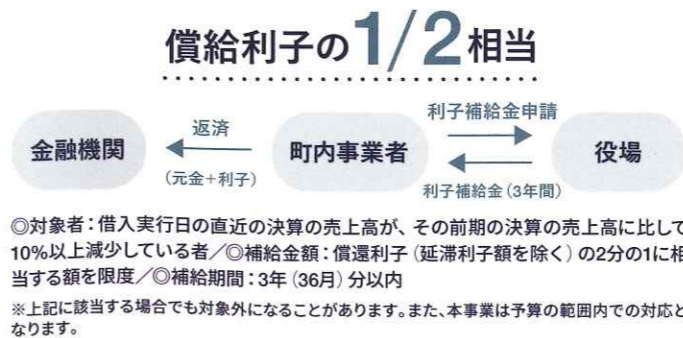 償給利子の1/2相当
金融機関
返済
(元金+利子)
町内事業者
利子補給金申請
利子補給金(3年間)
役場
◎対象者:借入実行日の直近の決算の売上高が、その前期の決算の売上高に比して
10%以上減少している者/◎補給金額:償還利子(延滞利子額を除く)の2分の1に相
当する額を限度/◎補給期間:3年(36月)分以内
※上記に該当する場合でも対象外になることがあります。また、本事業は予算の範囲内での対応と
なります。